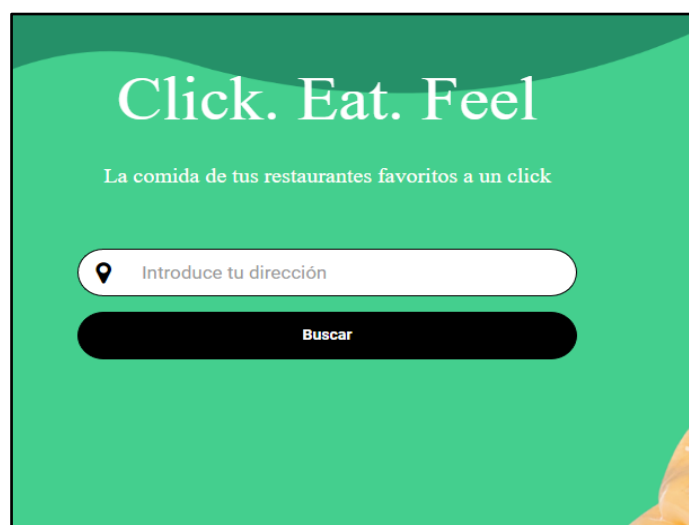 Click. Eat. Feel
La comida de tus restaurantes favoritos a un click
Introduce tu dirección
Buscar